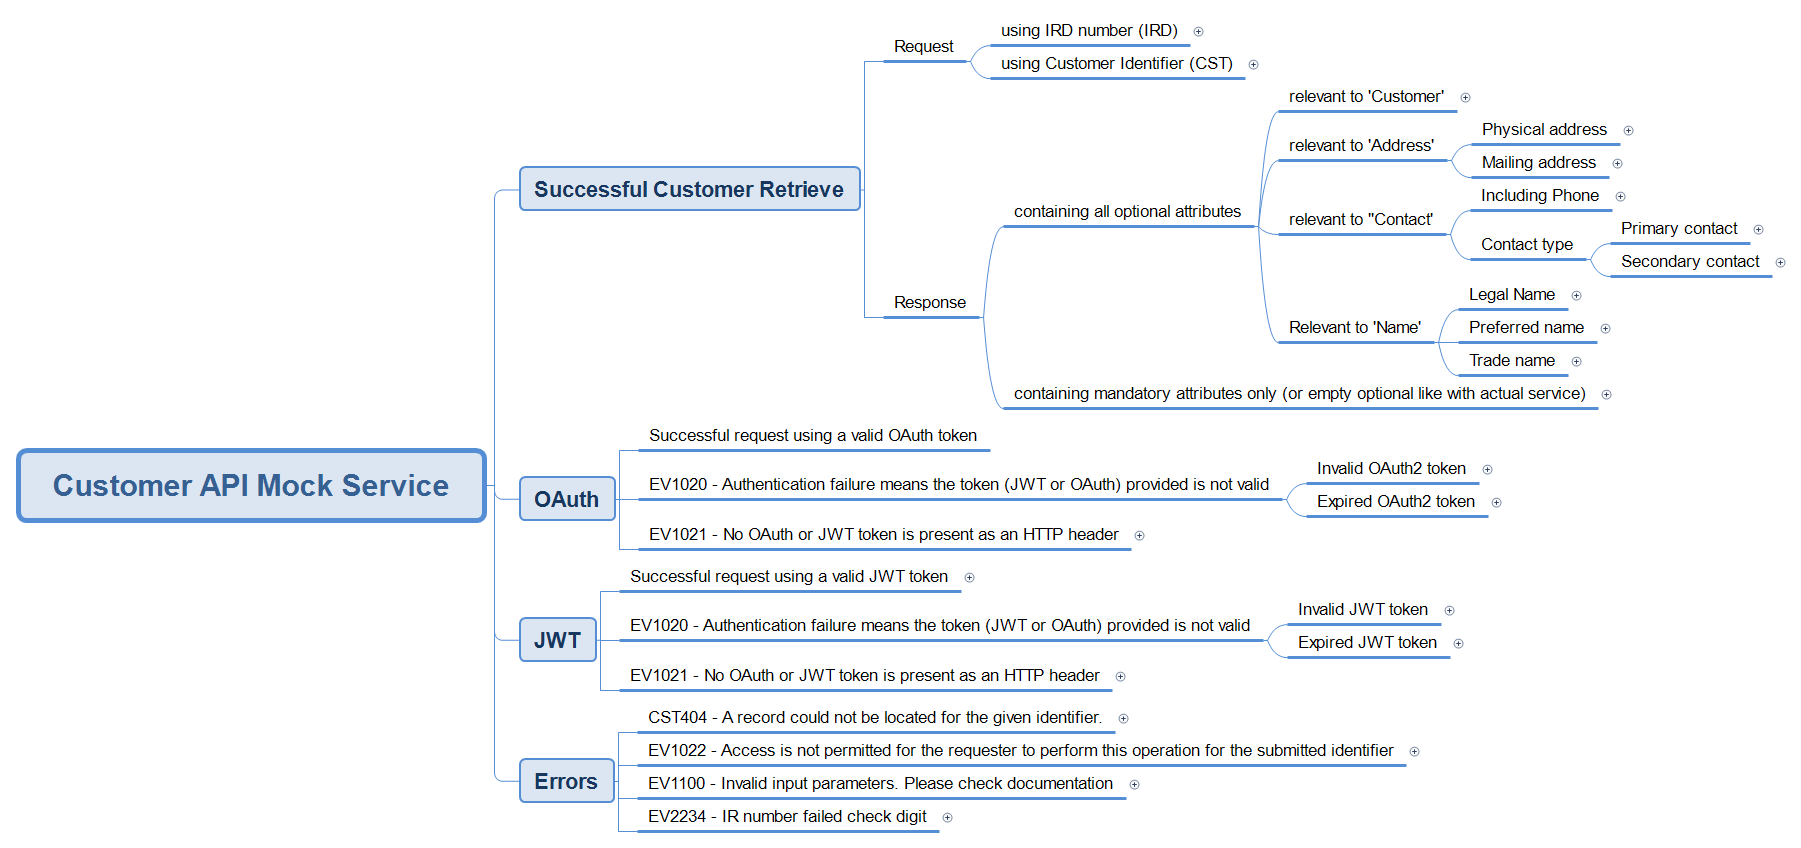 Customer API Mock Service
Successful Customer Retrieve
Request
using IRD number (IRD)
using Customer Identifier (CST)
Response
containing all optional attributes
relevant to 'Customer'
relevant to 'Address'
Physical address
Mailing address
relevant to "Contact'
Including Phone
Contact type
Primary contact
Secondary contact
Relevant to 'Name'
Legal Name
Preferred name
Trade name
containing mandatory attributes only (or empty optional like with actual service)
OAuth
Successful request using a valid OAuth token
EV1020 - Authentication failure means the token (JWT or OAuth) provided is not valid
Invalid OAuth2 token
Expired OAuth2 token
EV1021 - No OAuth or JWT token is present as an HTTP header
JWT
Successful request using a valid JWT token
EV1020 - Authentication failure means the token (JWT or OAuth) provided is not valid
Invalid JWT token
Expired JWT token
EV1021 - No OAuth or JWT token is present as an HTTP header
Errors
CST404 - A record could not be located for the given identifier.
EV1022 - Access is not permitted for the requester to perform this operation for the submitted identifier
EV1100 - Invalid input parameters. Please check documentation
EV2234 - IR number failed check digit